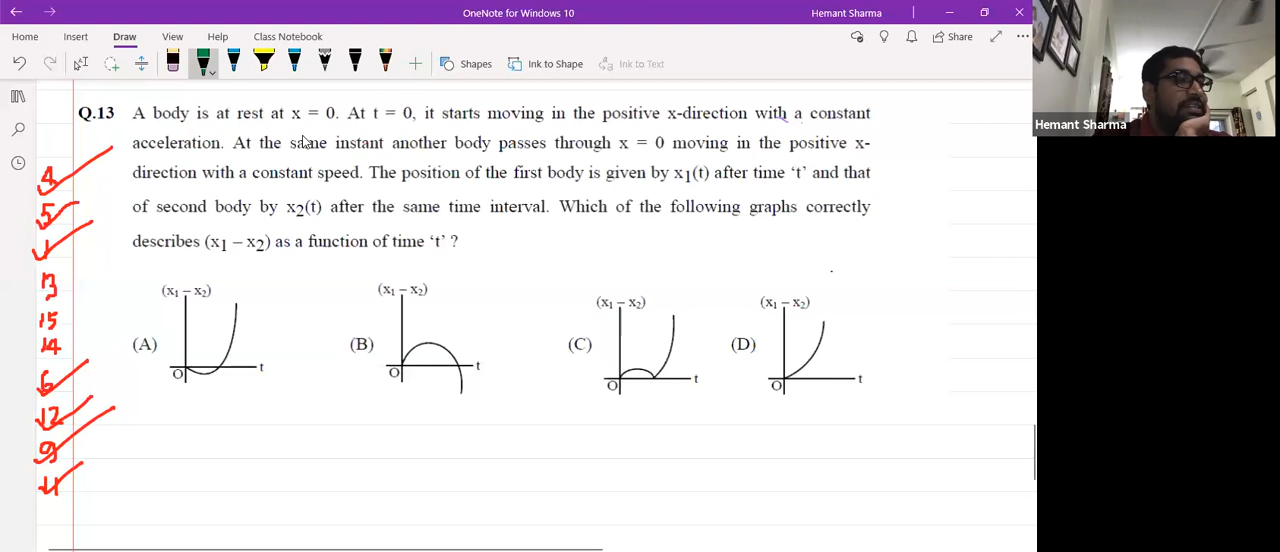 OneNote for Windows 10
Hemant Sharma
Home Insert Draw View Help Class Notebook
Share
Shapes
Ink to Shape
Ink to Text
Q.13 A body is at rest at x = 0. At t = 0, it starts moving in the positive x-direction with a constant
acceleration. At the same instant another body passes through x = 0 moving in the positive x-
direction with a constant speed. The position of the first body is given by x1(t) after time ‘t’ and that
of second body by x2(t) after the same time interval. Which of the following graphs correctly
describes (x1 – x2) as a function of time ‘t’ ?
(x1 – x2) (x1 – x2) (x1 – x2) (x1 – x2)
(A) (B) (C) (D)
O t O t O t O t
5
13
15
14
6
12
9
Hemant Sharma